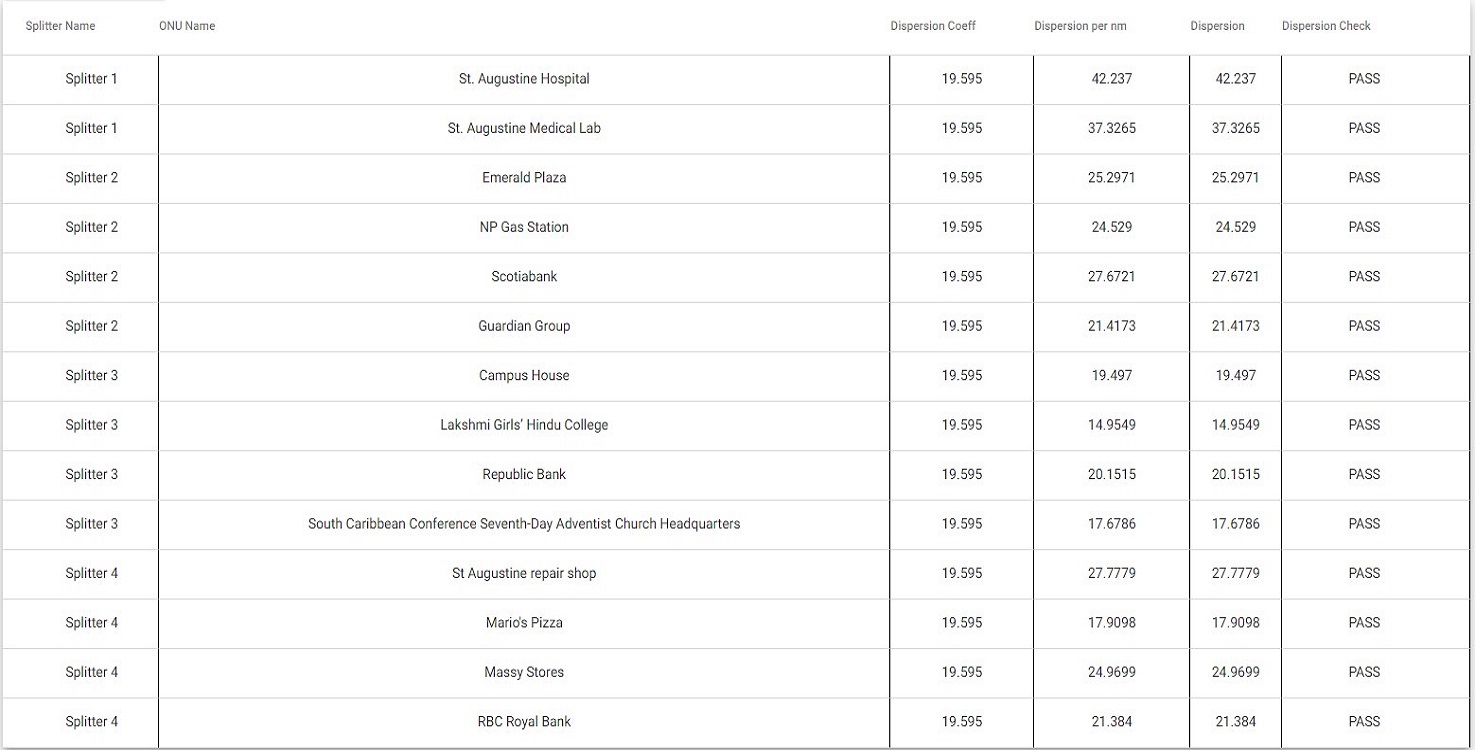 Splitter Name ONU Name Dispersion Coeff Dispersion per nm Dispersion Dispersion Check
Splitter 1 St. Augustine Hospital 19.595 42.237 42.237 PASS
Splitter 1 St. Augustine Medical Lab 19.595 37.3265 37.3265 PASS
Splitter 2 Emerald Plaza 19.595 25.2971 25.2971 PASS
Splitter 2 NP Gas Station 19.595 24.529 24.529 PASS
Splitter 2 Scotiabank 19.595 27.6721 27.6721 PASS
Splitter 2 Guardian Group 19.595 21.4173 21.4173 PASS
Splitter 3 Campus House 19.595 19.497 19.497 PASS
Splitter 3 Lakshmi Girls' Hindu College 19.595 14.9549 14.9549 PASS
Splitter 3 Republic Bank 19.595 20.1515 20.1515 PASS
Splitter 3 South Caribbean Conference Seventh-Day Adventist Church Headquarters 19.595 17.6786 17.6786 PASS
Splitter 4 St Augustine repair shop 19.595 27.7779 27.7779 PASS
Splitter 4 Mario's Pizza 19.595 17.9098 17.9098 PASS
Splitter 4 Massy Stores 19.595 24.9699 24.9699 PASS
Splitter 4 RBC Royal Bank 19.595 21.384 21.384 PASS